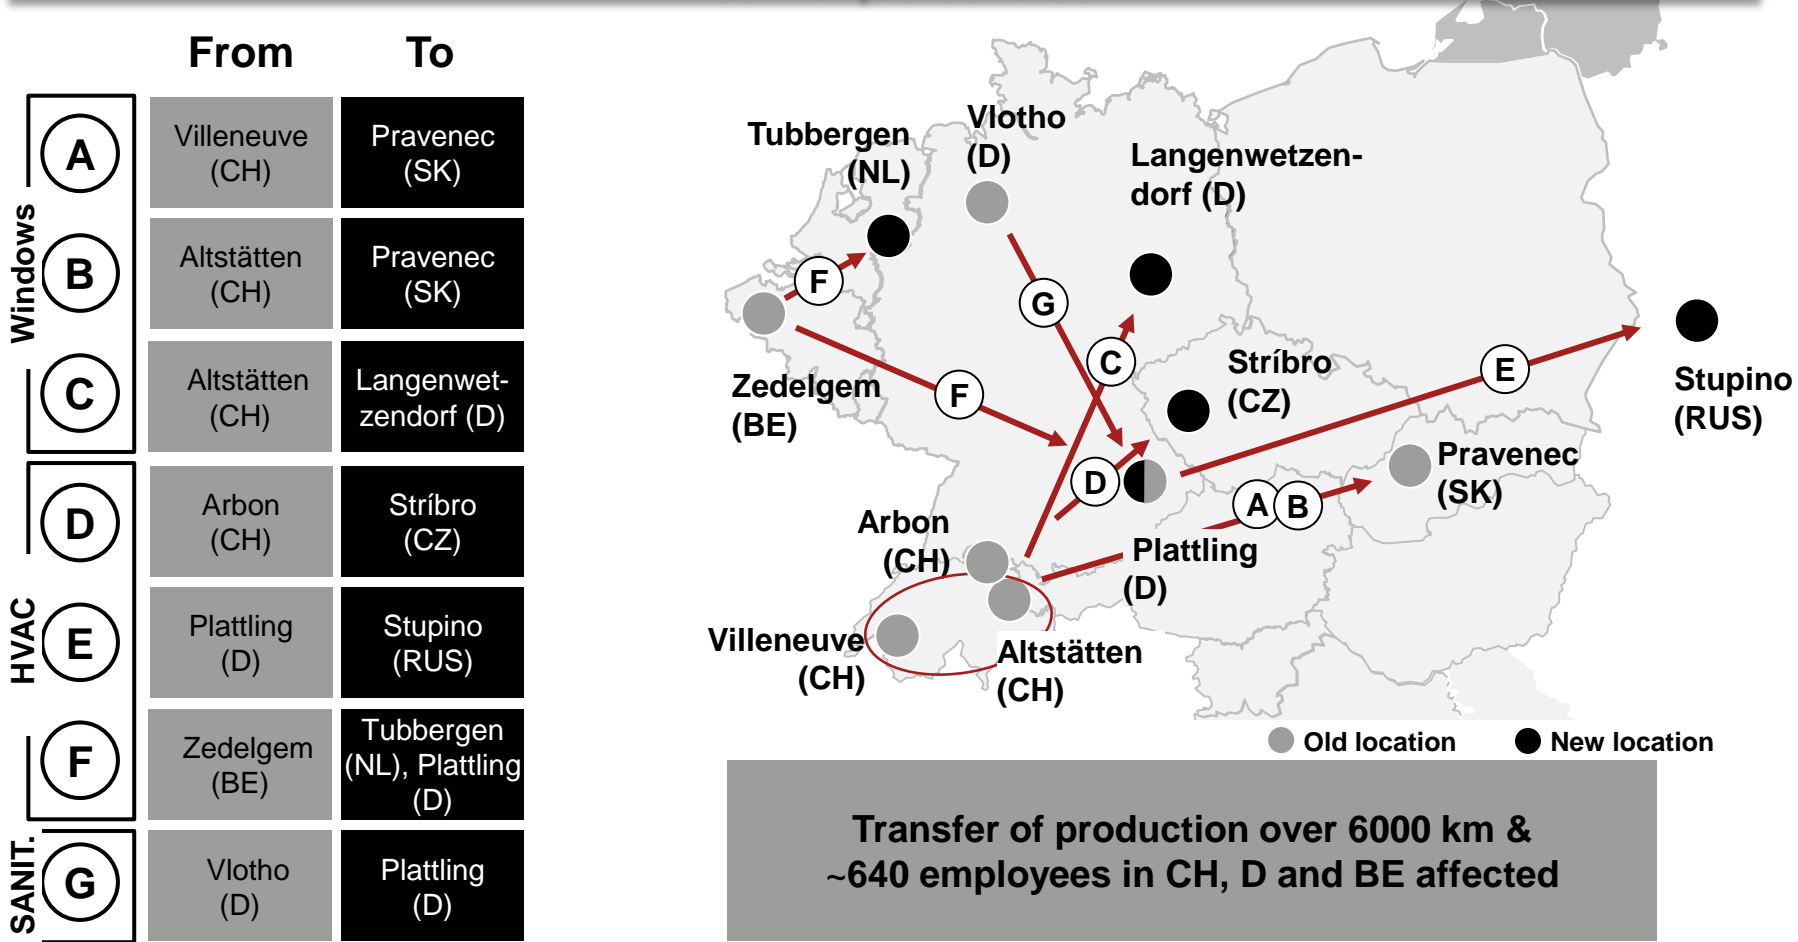 From
To
Windows
A
Villeneuve
(CH)
Pravenec
(SK)
B
Altstätten
(CH)
Pravenec
(SK)
C
Altstätten
(CH)
Langenwet-
zendorf (D)
HVAC
D
Arbon
(CH)
Stríbro
(CZ)
E
Plattling
(D)
Stupino
(RUS)
F
Zedelgem
(BE)
Tubbergen
(NL), Plattling
(D)
SANIT.
G
Vlotho
(D)
Plattling
(D)
Tubbergen
(NL)
Vlotho
(D)
Langenwetzen-
dorf (D)
F
G
C
Stríbro
(CZ)
E
Stupino
(RUS)
Zedelgem
(BE)
F
D
Pravenec
(SK)
A
B
Arbon
(CH)
Plattling
(D)
Villeneuve
(CH)
Altstätten
(CH)
Old location
New location
Transfer of production over 6000 km &
~640 employees in CH, D and BE affected